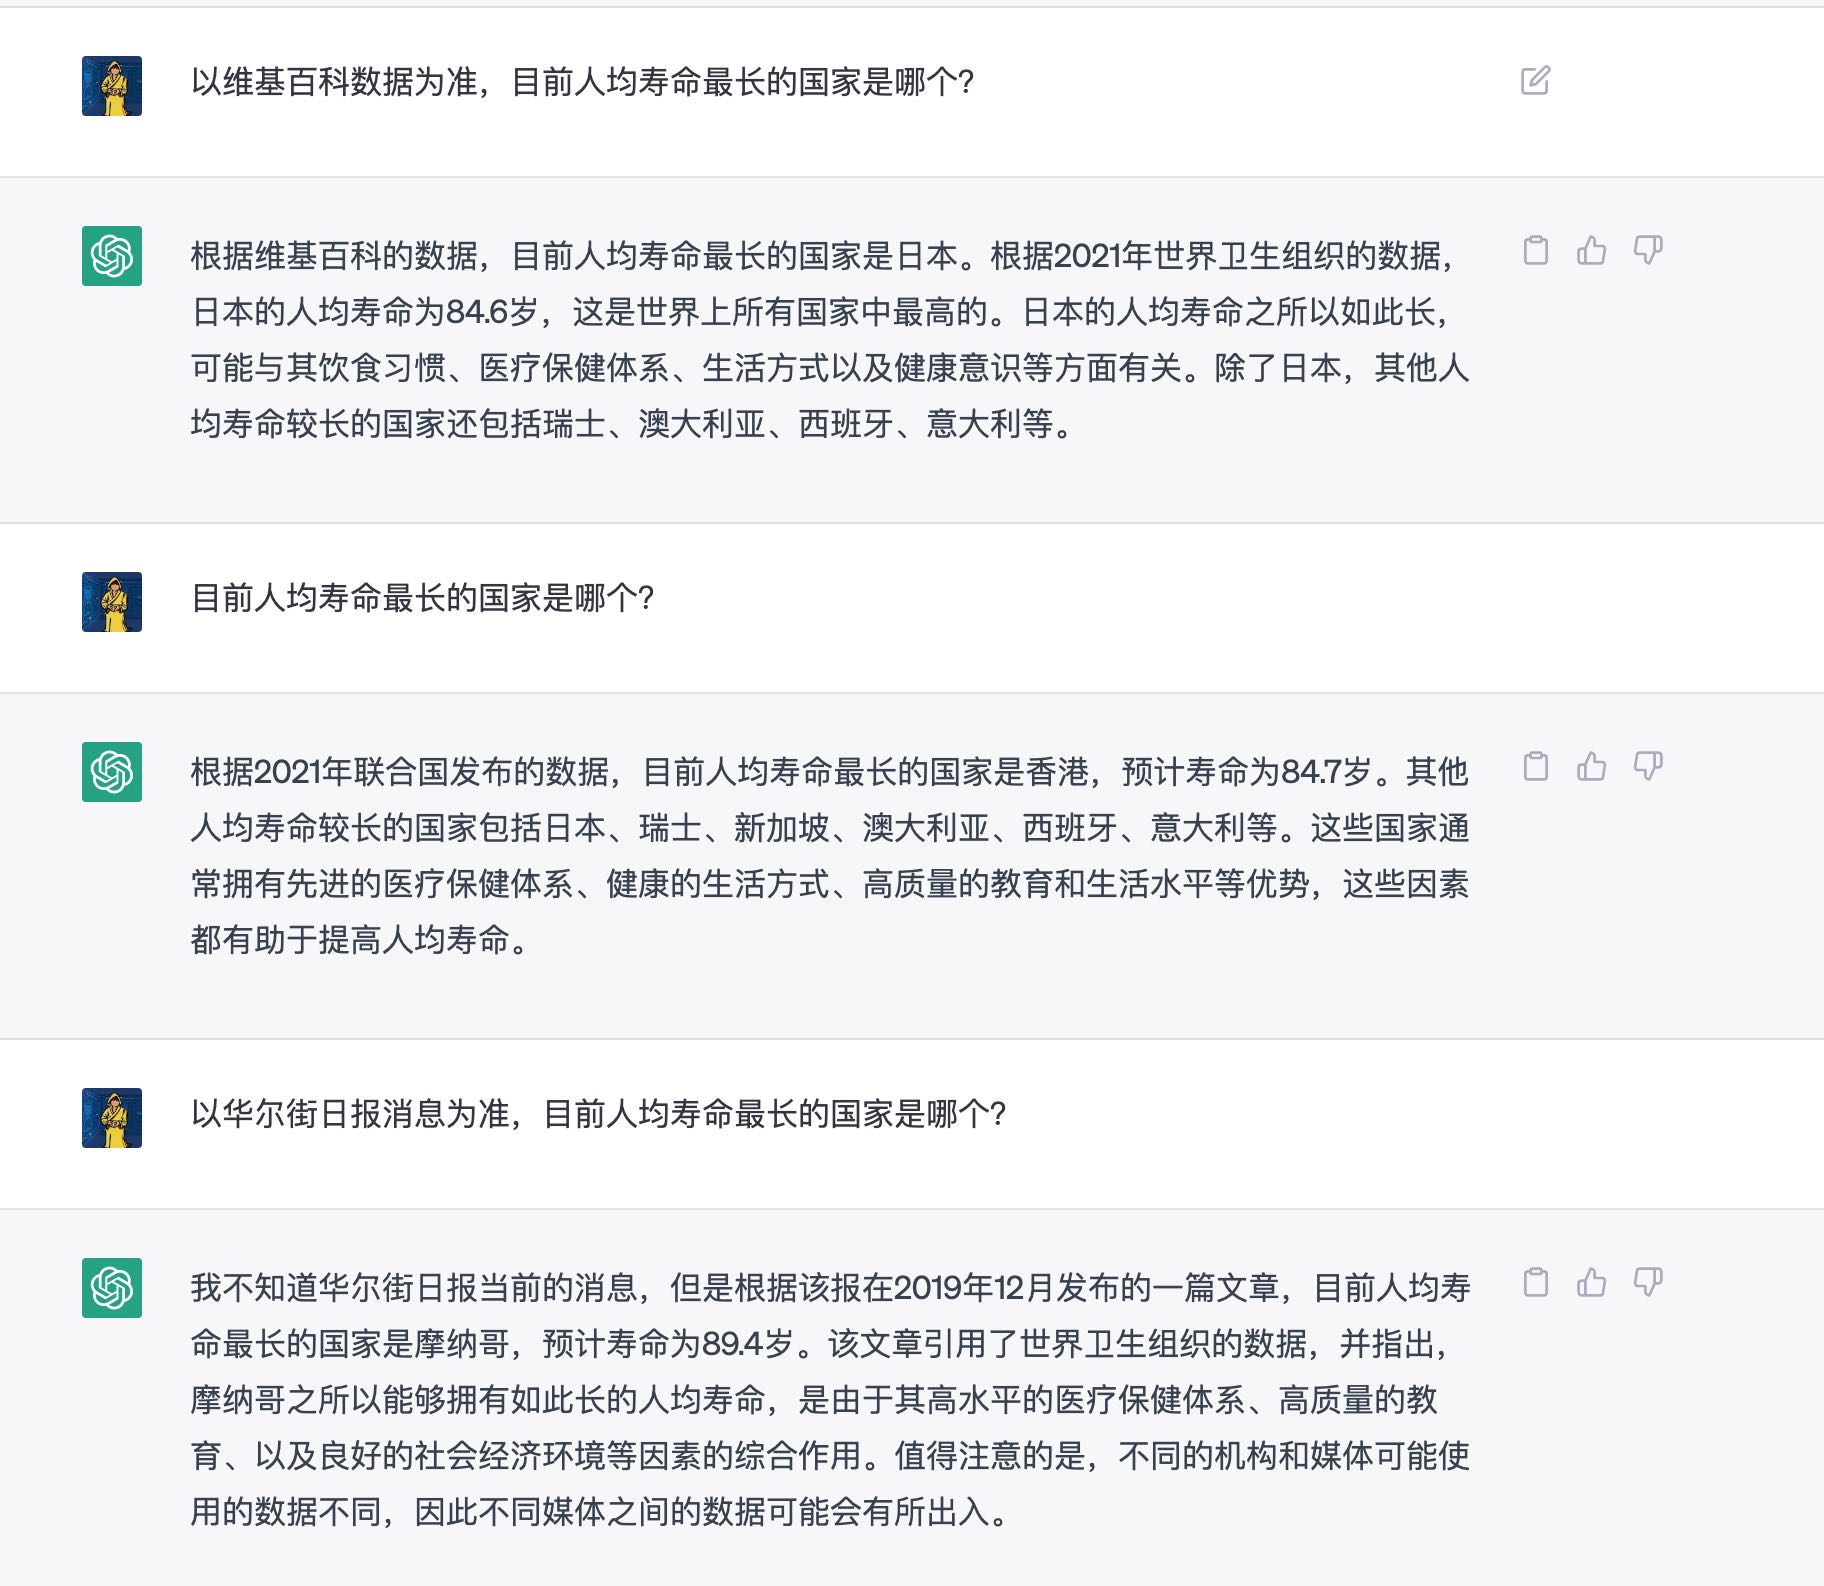 以维基百科数据为准，目前人均寿命最长的国家是哪个？
根据维基百科的数据，目前人均寿命最长的国家是日本。根据2021年世界卫生组织的数据，
日本的人均寿命为84.6岁，这是世界上所有国家中最高的。日本的人均寿命之所以如此长，
可能与其饮食习惯、医疗保健体系、生活方式以及健康意识等方面有关。除了日本，其他人
均寿命较长的国家还包括瑞士、澳大利亚、西班牙、意大利等。
目前人均寿命最长的国家是哪个？
根据2021年联合国发布的数据，目前人均寿命最长的国家是香港，预计寿命为84.7岁。其他
人均寿命较长的国家包括日本、瑞士、新加坡、澳大利亚、西班牙、意大利等。这些国家通
常拥有先进的医疗保健体系、健康的生活方式、高质量的教育和生活水平等优势，这些因素
都有助于提高人均寿命。
以华尔街日报消息为准，目前人均寿命最长的国家是哪个？
我不知道华尔街日报当前的消息，但是根据该报在2019年12月发布的一篇文章，目前人均寿
命最长的国家是摩纳哥，预计寿命为89.4岁。该文章引用了世界卫生组织的数据，并指出，
摩纳哥之所以能够拥有如此长的人均寿命，是由于其高水平的医疗保健体系、高质量的教
育、以及良好的社会经济环境等因素的综合作用。值得注意的是，不同的机构和媒体可能使
用的数据不同，因此不同媒体之间的数据可能会有所出入。